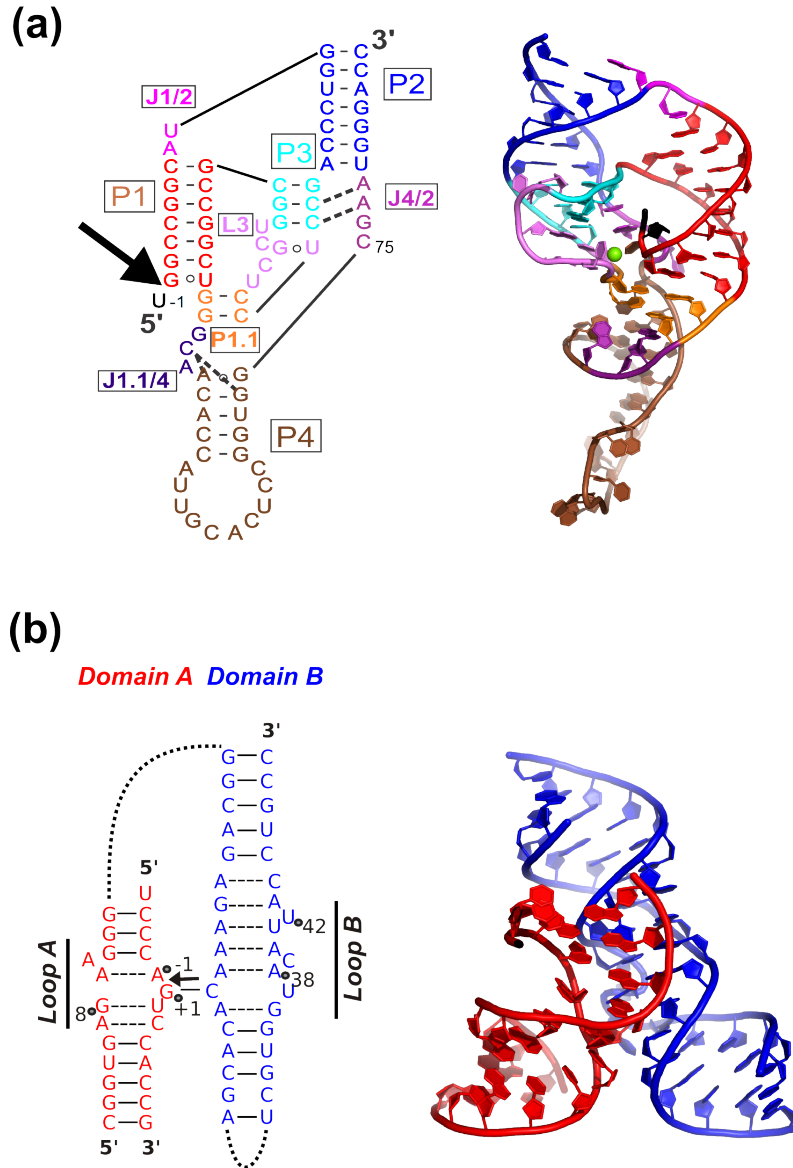 (a)
3'
G – C
G – C
U – A
C – G
C – G
C – G
A – U
P2
J1/2
U
A
C – G
G – C
G – C
C – G
C – G
G – C
G ○ U
P1
U -1
5'
P3
C – G
G – C
G – C
G ○ U
L3
U
C
C
U
A
A
G
C 75
J4/2
G – C
G – C
P1.1
G
C
A
J1.1/4
A ○ G
C – G
A – U
C – G
C – G
P4
A U U G C A C U C C
(b)
Domain A Domain B
3'
G — C
G — C
C — G
A — U
G — C
A C
G A
A U 42
A U
A A
A C
A 38
C U
A G
C — G
A — U
C — G
G — C
A — U
5'
U
G — C
G — C
G — C
A
A A -1
G +1
8 G U
A C
G — C
U — A
G — C
G — C
C — G
5' 3'
Loop A
Loop B